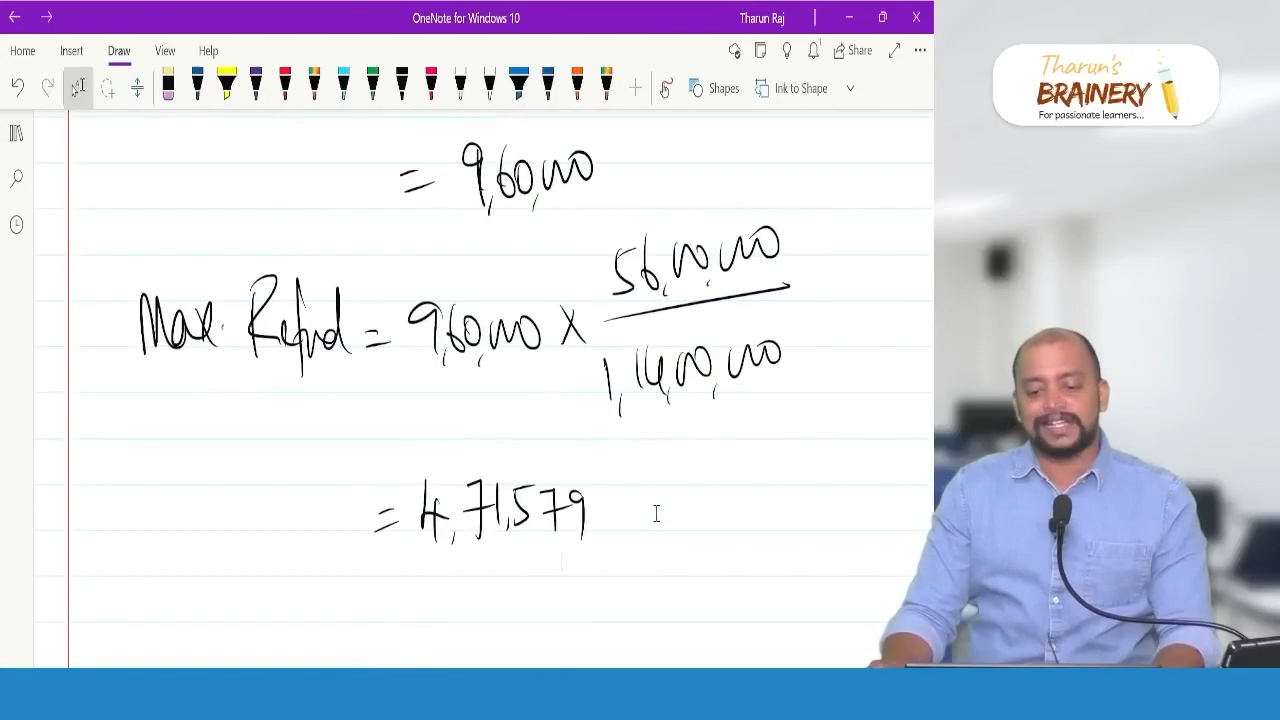 OneNote for Windows 10
Tharun Raj
Home Insert Draw View Help
Share
Shapes
Ink to Shape
Tharun's
BRAINERY
For passionate learners...
= 9,60,000
Max. Refund = 9,60,000 × 56,00,000
1,14,00,000
= 4,71,579